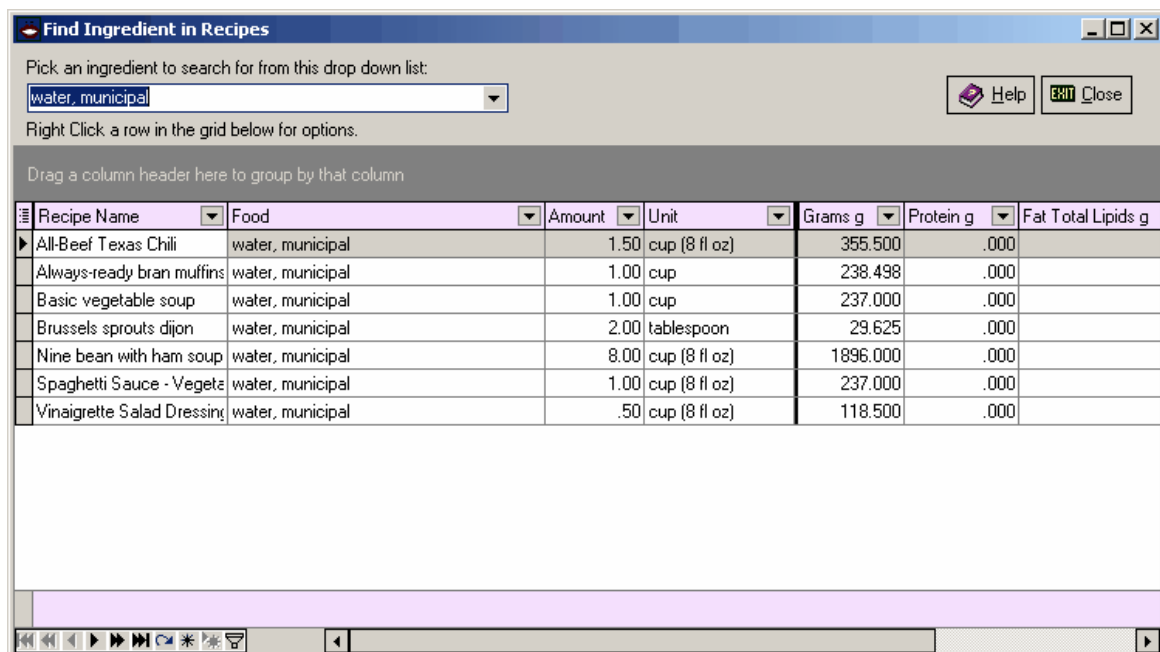 Find Ingredient in Recipes
Pick an ingredient to search for from this drop down list:
water, municipal
Help EXIT Close
Right Click a row in the grid below for options.
Drag a column header here to group by that column
Recipe Name Food Amount Unit Grams g Protein g Fat Total Lipids g
All-Beef Texas Chili water, municipal 1.50 cup (8 fl oz) 355.500 .000
Always-ready bran muffins water, municipal 1.00 cup 238.498 .000
Basic vegetable soup water, municipal 1.00 cup 237.000 .000
Brussels sprouts dijon water, municipal 2.00 tablespoon 29.625 .000
Nine bean with ham soup water, municipal 8.00 cup (8 fl oz) 1896.000 .000
Spaghetti Sauce - Vegeta water, municipal 1.00 cup (8 fl oz) 237.000 .000
Vinaigrette Salad Dressing water, municipal .50 cup (8 fl oz) 118.500 .000